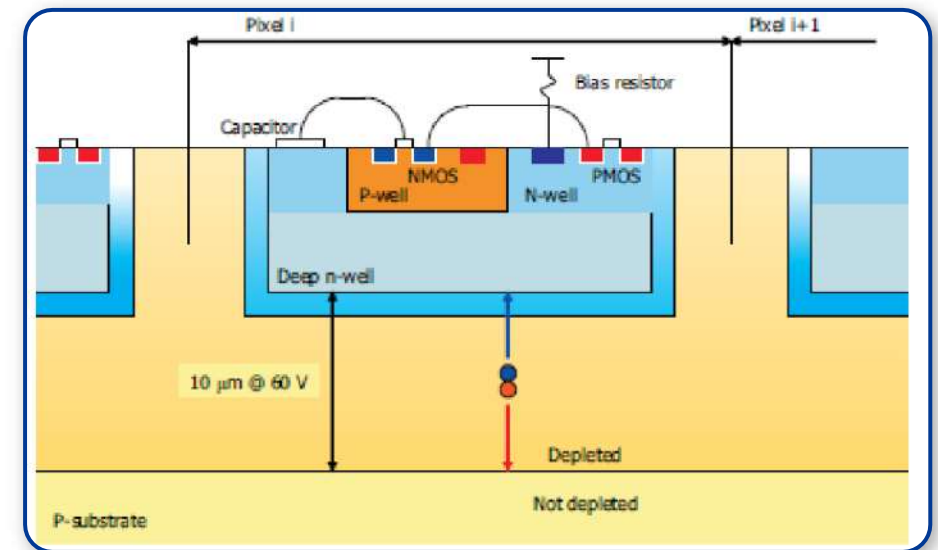 Pixel i
Pixel i+1
Bias resistor
Capacitor
NMOS
PMOS
P-well
N-well
Deep n-well
10 μm @ 60 V
Depleted
Not depleted
P-substrate